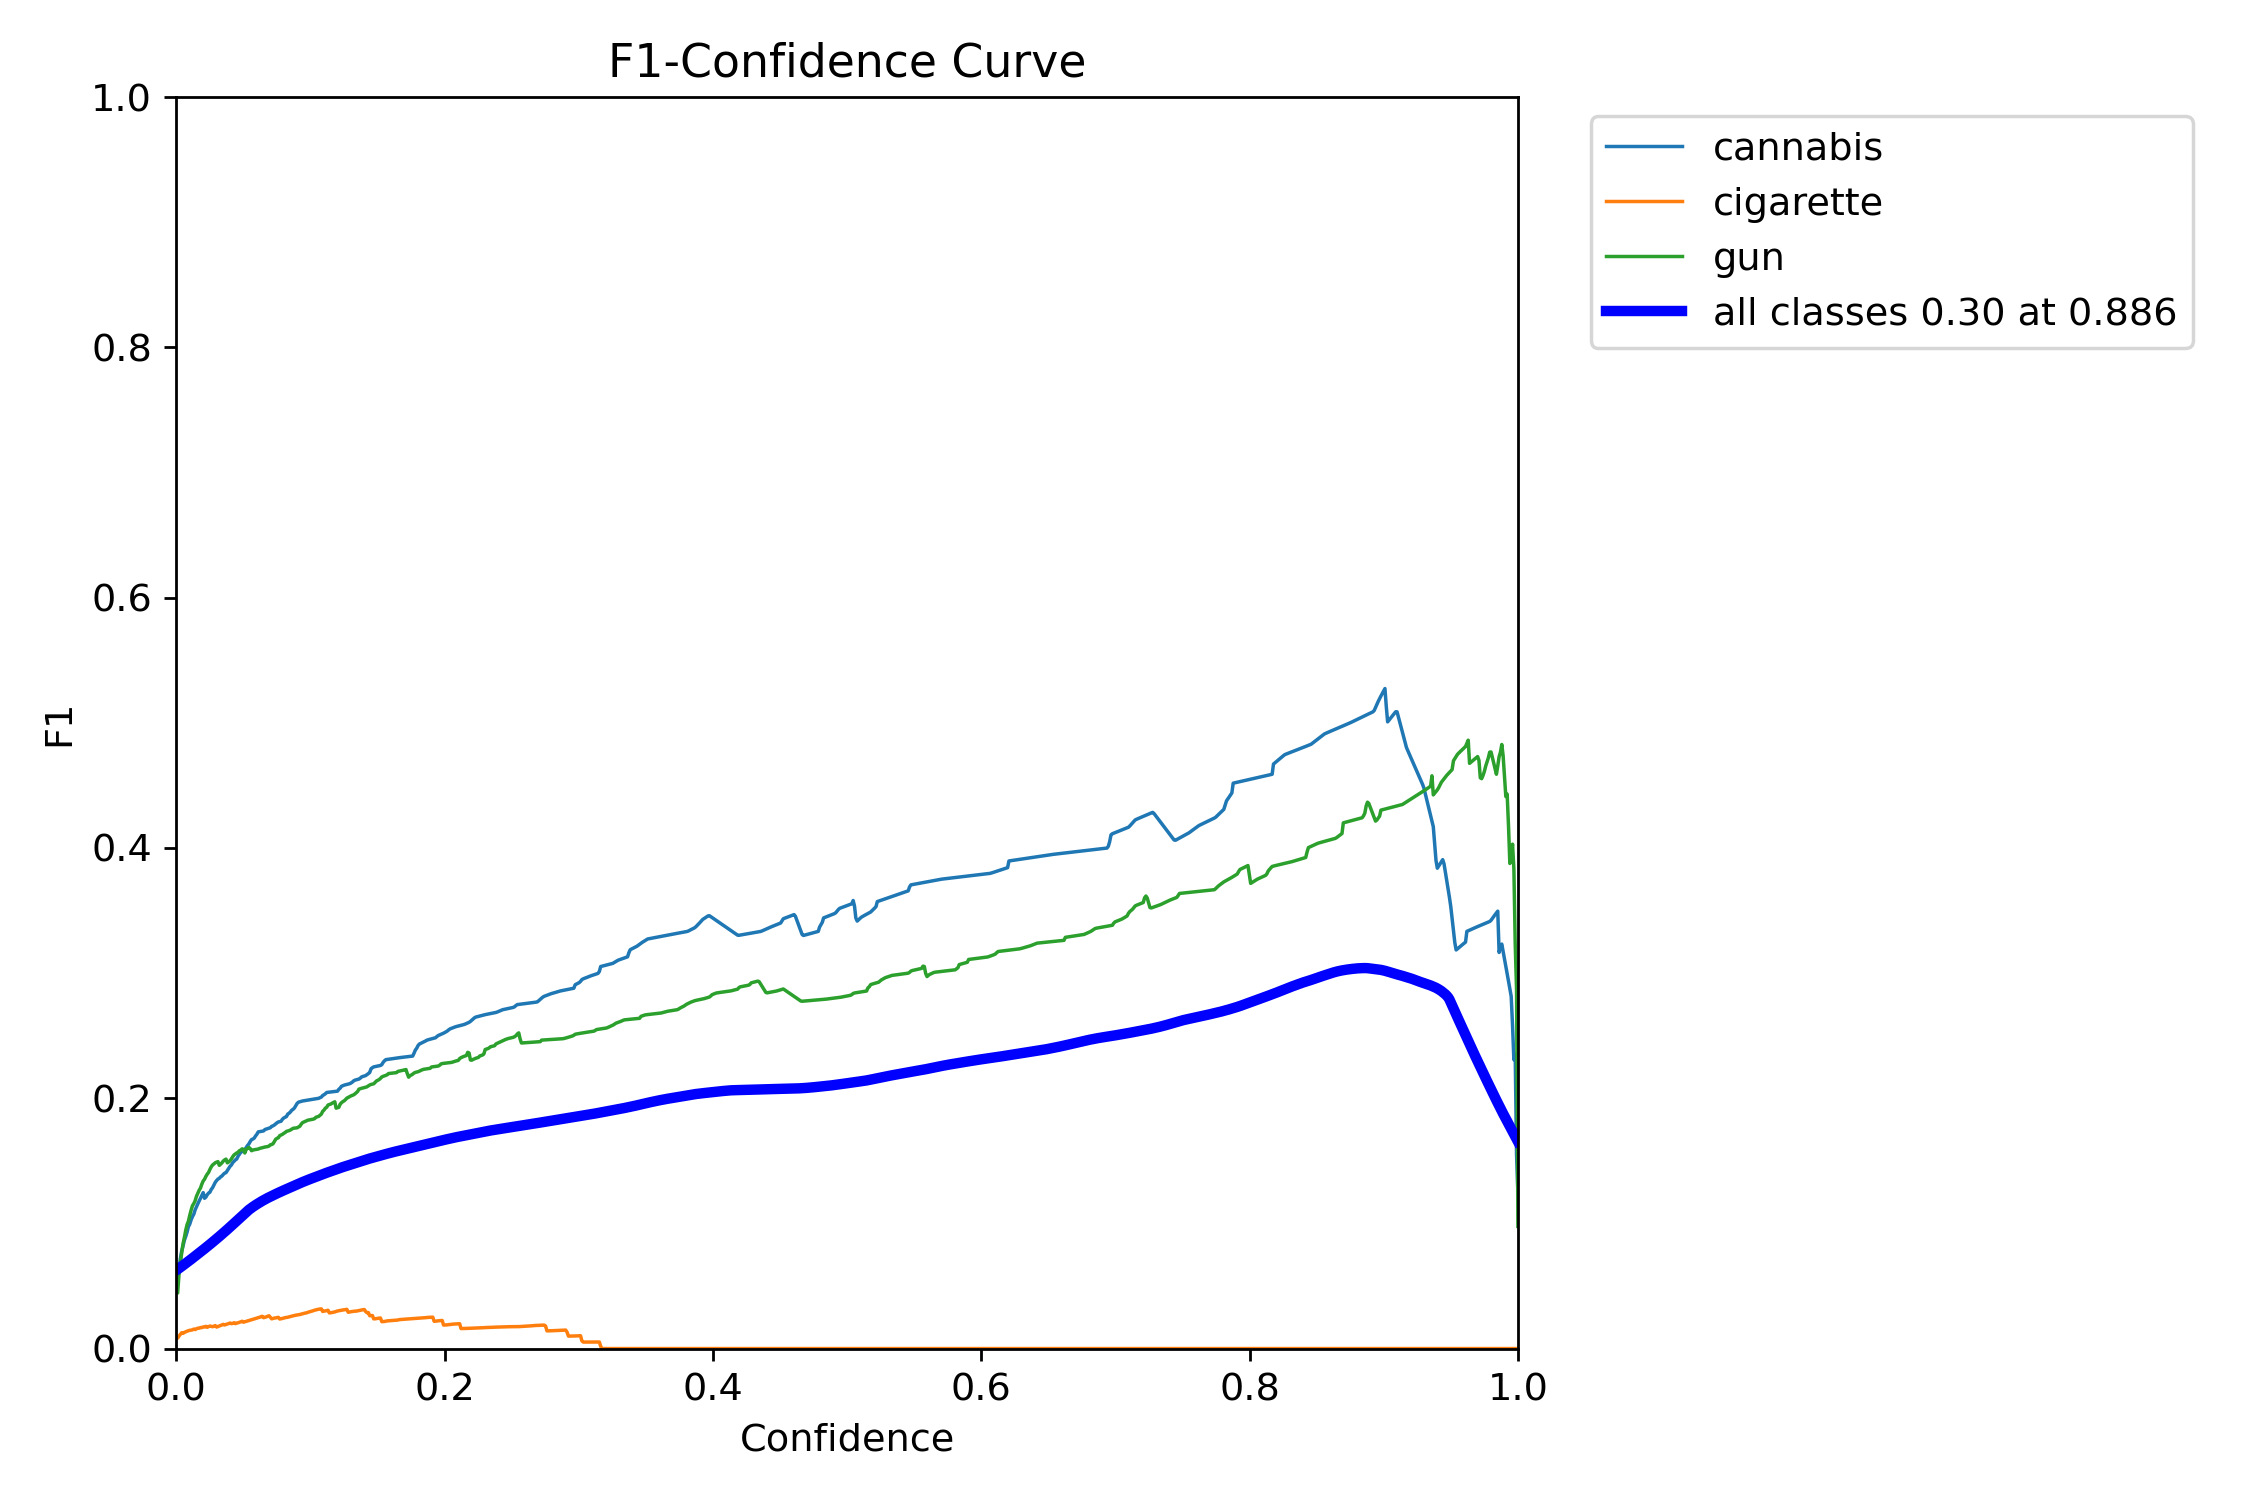 F1-Confidence Curve
1.0
0.8
0.6
0.4
0.2
0.0
F1
0.0 0.2 0.4 0.6 0.8 1.0
Confidence
cannabis
cigarette
gun
all classes 0.30 at 0.886